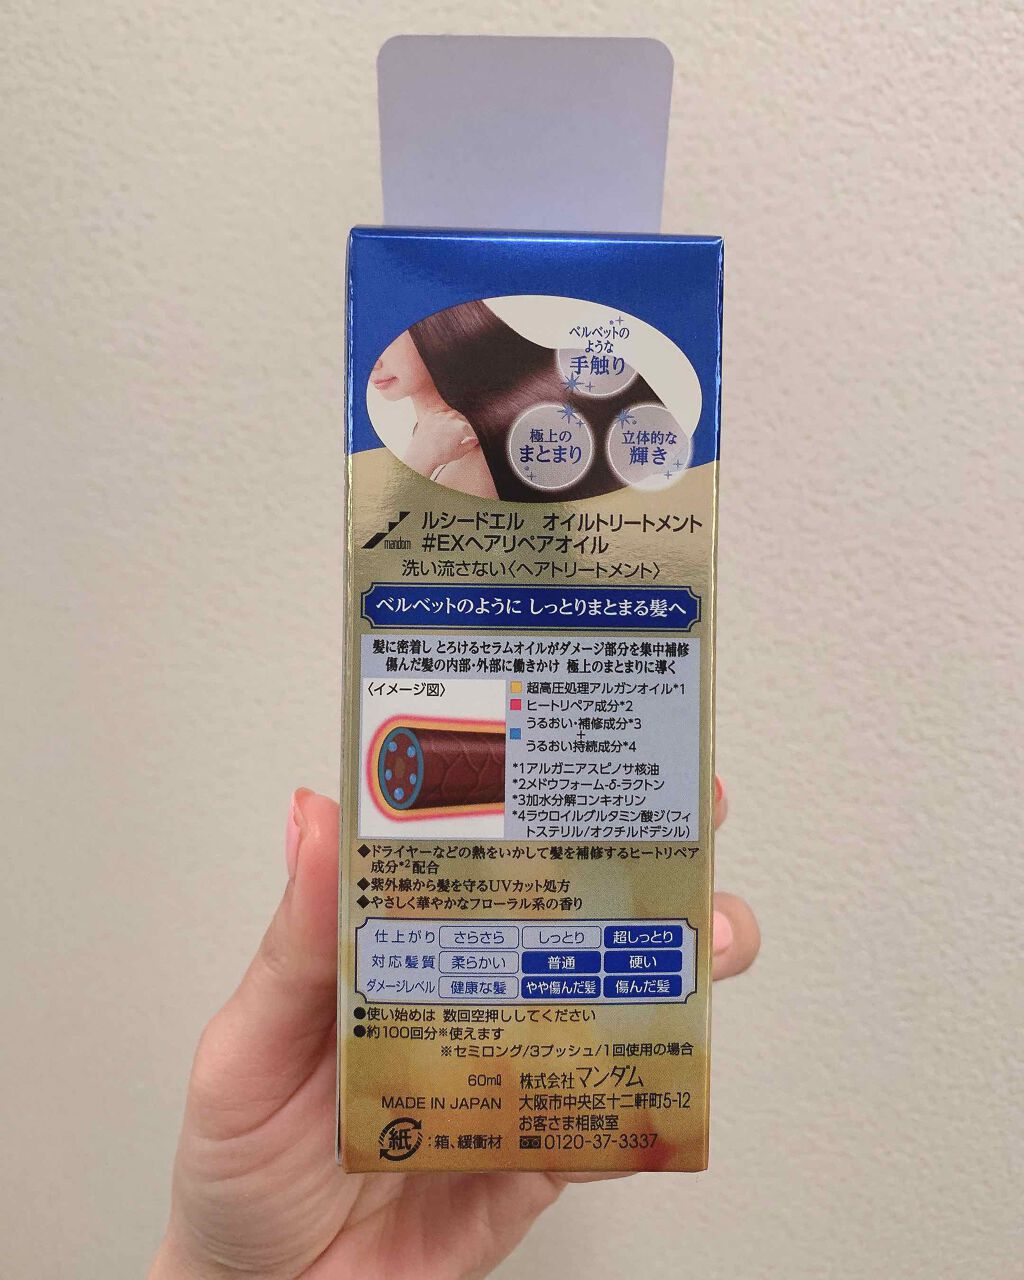 ベルベットの
ような
手触り
極上の
まとまり
立体的な
輝き
mandom
ルシードエル オイルトリートメント
#EXヘアリペアオイル
洗い流さない〈ヘアトリートメント〉
ベルベットのように しっとりまとまる髪へ
髪に密着し とろけるセラムオイルがダメージ部分を集中補修
傷んだ髪の内部・外部に働きかけ 極上のまとまりに導く
〈イメージ図〉
超高圧処理アルガンオイル*1
ヒートリペア成分*2
うるおい・補修成分*3
+
うるおい持続成分*4
*1アルガニアスピノサ核油
*2メドウフォーム-δ-ラクトン
*3加水分解コンキオリン
*4ラウロイルグルタミン酸ジ(フィ
トステリル/オクチルドデシル)
◆ドライヤーなどの熱をいかして髪を補修するヒートリペア
成分*2配合
◆紫外線から髪を守るUVカット処方
◆やさしく華やかなフローラル系の香り
仕上がり さらさら しっとり 超しっとり
対応髪質 柔らかい 普通 硬い
ダメージレベル 健康な髪 やや傷んだ髪 傷んだ髪
●使い始めは 数回空押ししてください
●約100回分※使えます
※セミロング/3プッシュ/1回使用の場合
60mℓ 株式会社マンダム
MADE IN JAPAN 大阪市中央区十二軒町5-12
お客さま相談室
紙 :箱、緩衝材 0120-37-3337